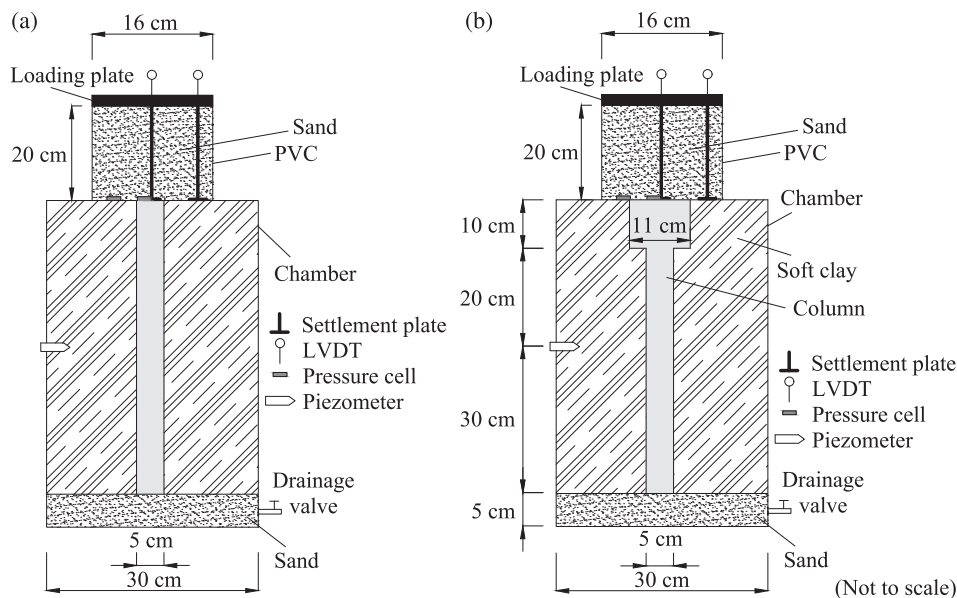 (a)
16 cm
Loading plate
20 cm
Sand
PVC
Chamber
Settlement plate
LVDT
Pressure cell
Piezometer
Drainage
valve
Sand
5 cm
30 cm
(b)
16 cm
Loading plate
20 cm
Sand
PVC
Chamber
10 cm
11 cm
Soft clay
20 cm
Column
Settlement plate
LVDT
30 cm
Pressure cell
Piezometer
Drainage
valve
5 cm
Sand
5 cm
30 cm
(Not to scale)